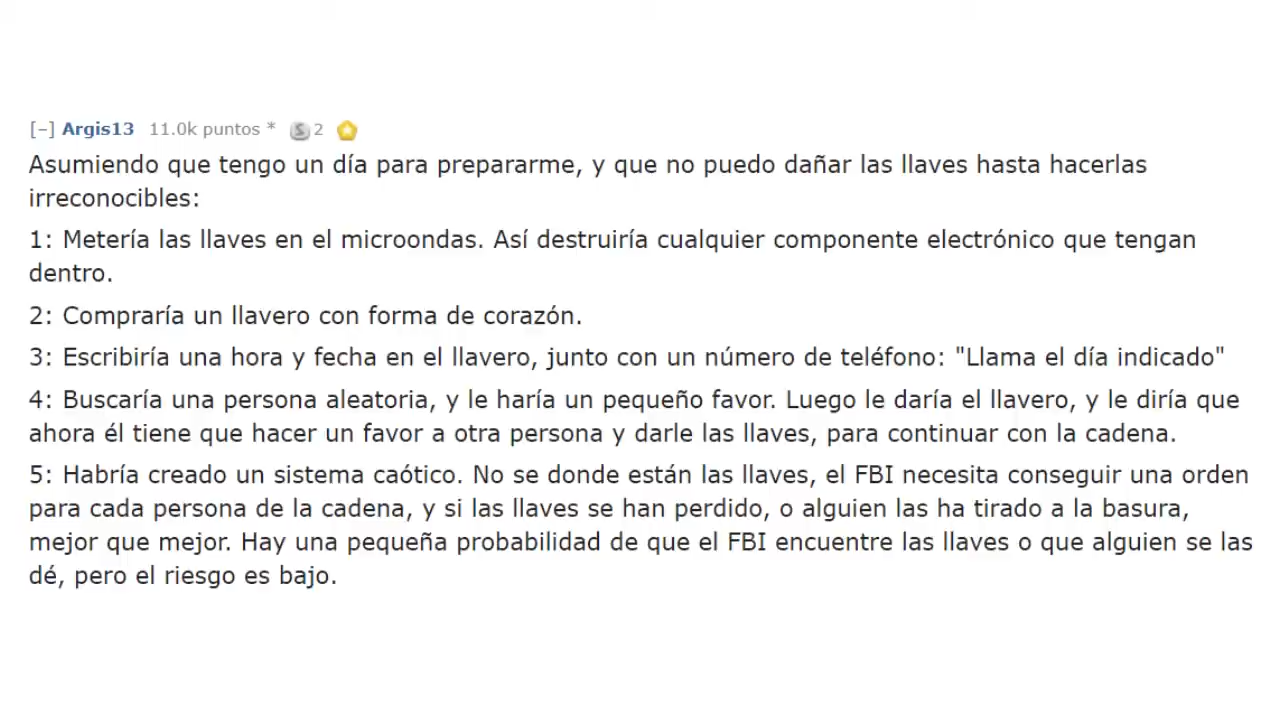 [–] Argis13 11.0k puntos * S 2
Asumiendo que tengo un día para prepararme, y que no puedo dañar las llaves hasta hacerlas
irreconocibles:
1: Metería las llaves en el microondas. Así destruiría cualquier componente electrónico que tengan
dentro.
2: Compraría un llavero con forma de corazón.
3: Escribiría una hora y fecha en el llavero, junto con un número de teléfono: "Llama el día indicado"
4: Buscaría una persona aleatoria, y le haría un pequeño favor. Luego le daría el llavero, y le diría que
ahora él tiene que hacer un favor a otra persona y darle las llaves, para continuar con la cadena.
5: Habría creado un sistema caótico. No se donde están las llaves, el FBI necesita conseguir una orden
para cada persona de la cadena, y si las llaves se han perdido, o alguien las ha tirado a la basura,
mejor que mejor. Hay una pequeña probabilidad de que el FBI encuentre las llaves o que alguien se las
dé, pero el riesgo es bajo.